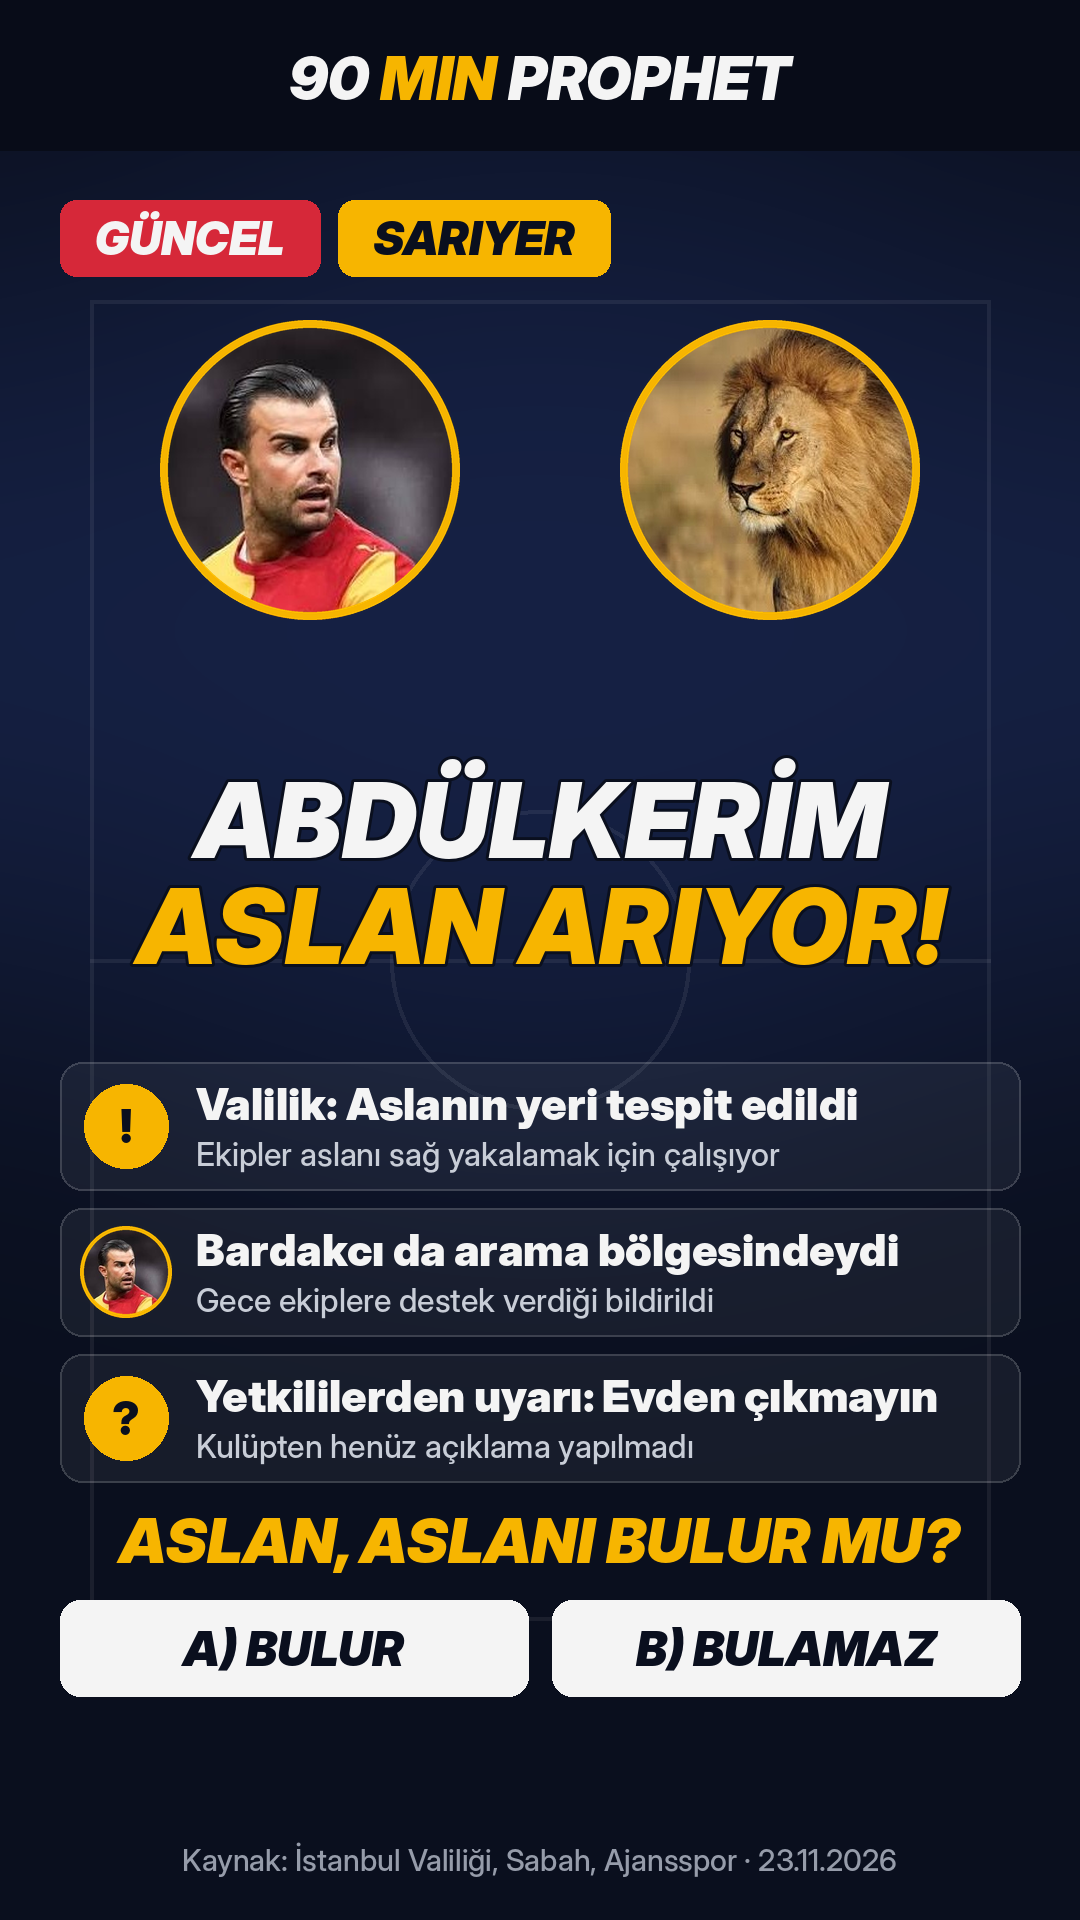 90 MIN PROPHET
GÜNCEL
SARIYER
ABDÜLKERİM
ASLAN ARIYOR!
!
Valilik: Aslanın yeri tespit edildi
Ekipler aslanı sağ yakalamak için çalışıyor
Bardakcı da arama bölgesindeydi
Gece ekiplere destek verdiği bildirildi
?
Yetkililerden uyarı: Evden çıkmayın
Kulüpten henüz açıklama yapılmadı
ASLAN, ASLANI BULUR MU?
A) BULUR
B) BULAMAZ
Kaynak: İstanbul Valiliği, Sabah, Ajansspor · 23.11.2026